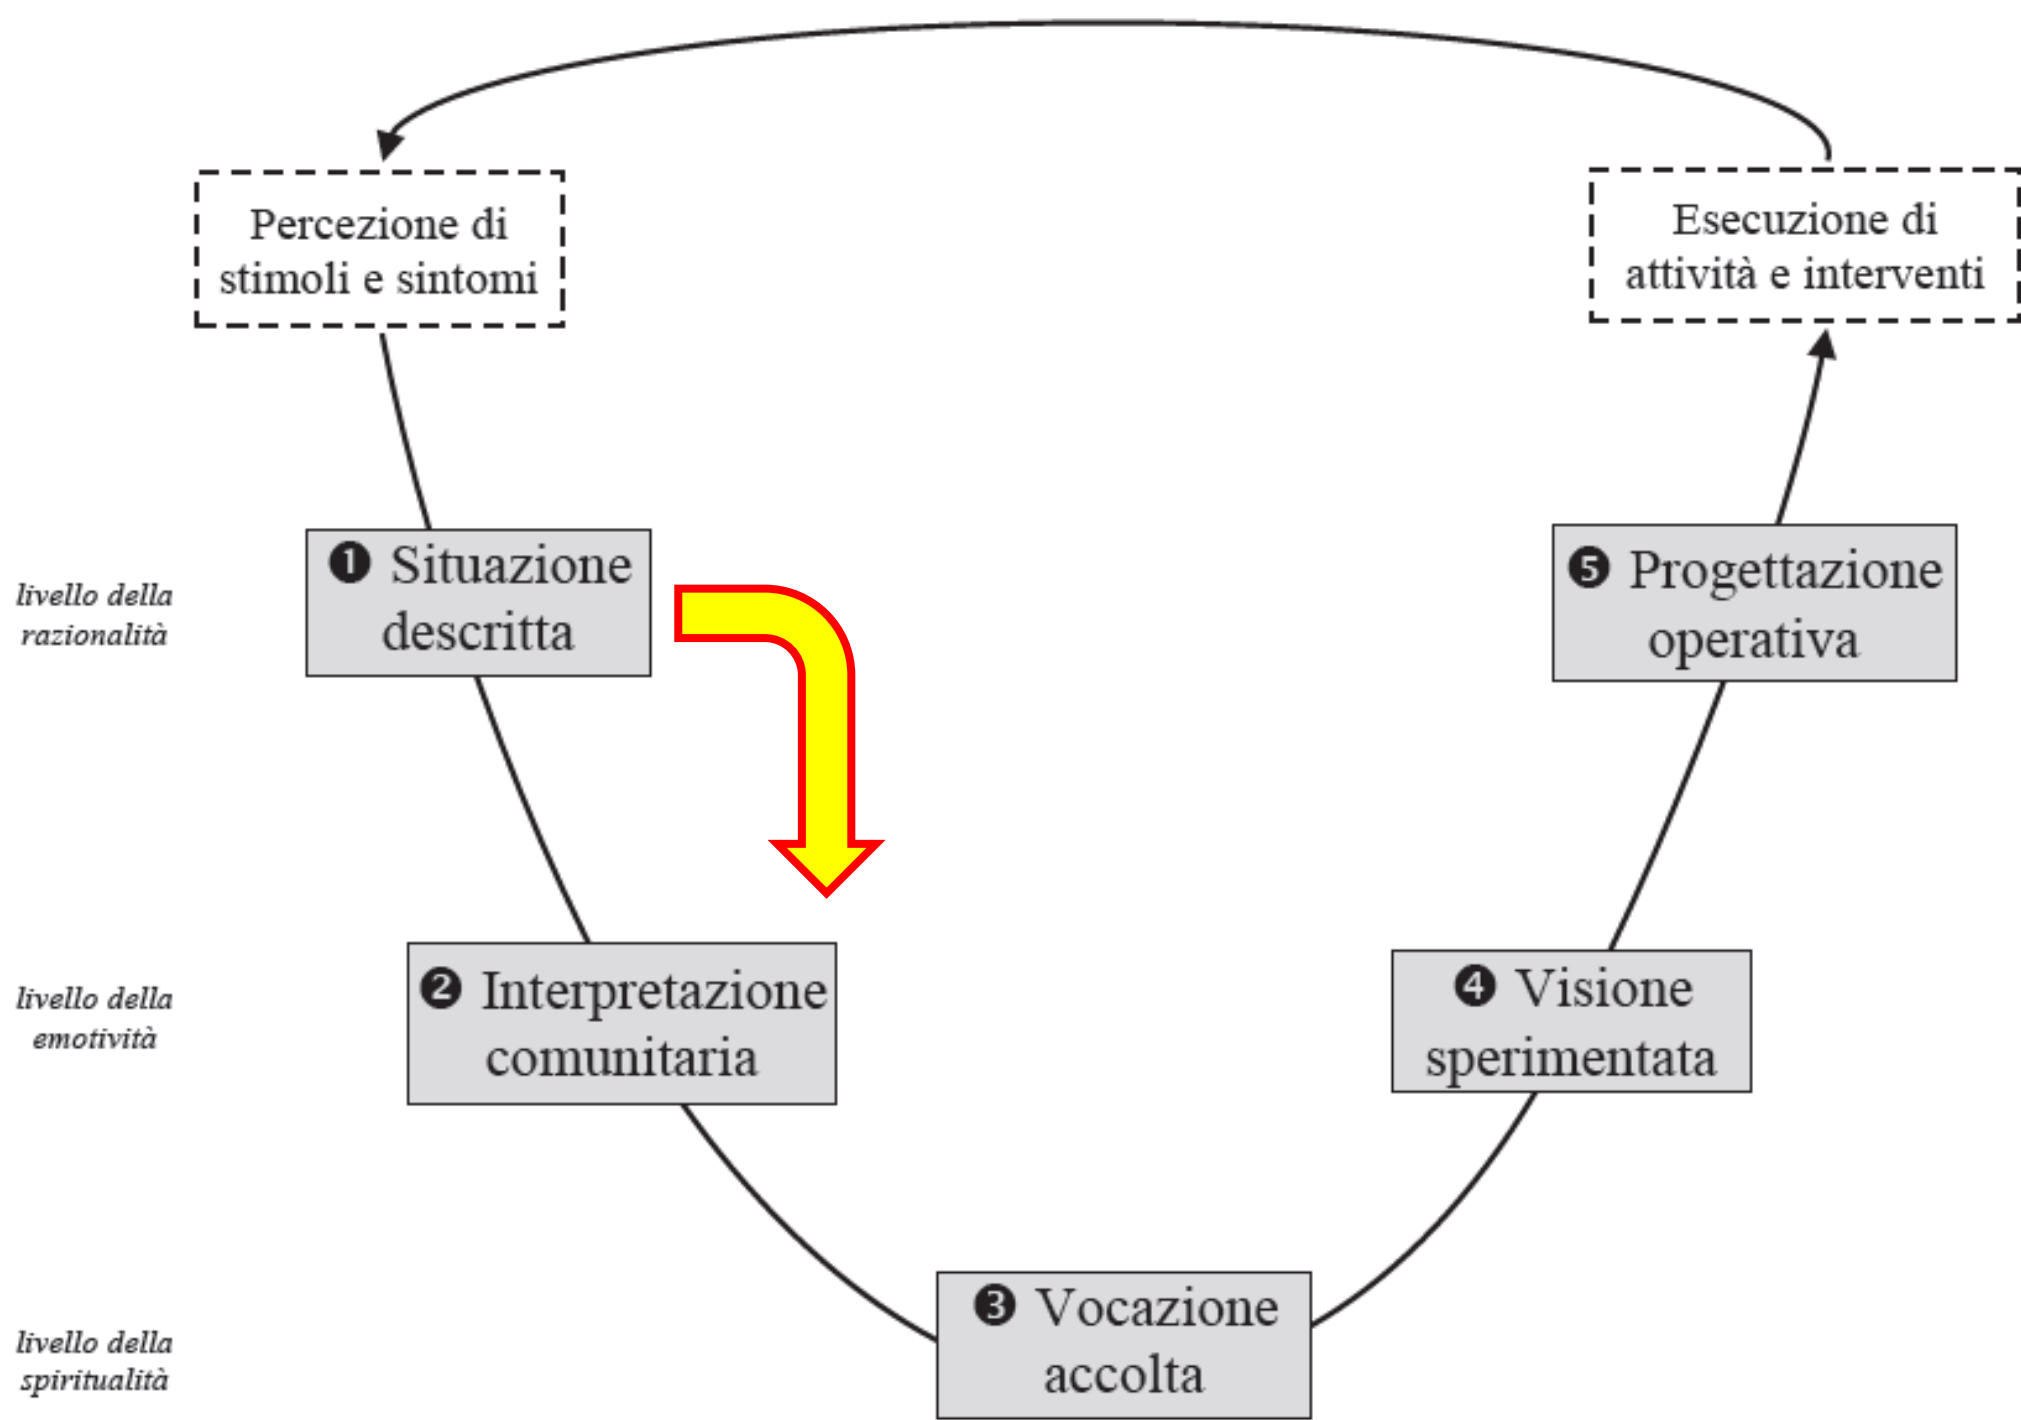 Percezione di
stimoli e sintomi
Esecuzione di
attività e interventi
livello della
razionalità
❶ Situazione
descritta
❺ Progettazione
operativa
livello della
emotività
❷ Interpretazione
comunitaria
❹ Visione
sperimentata
livello della
spiritualità
❸ Vocazione
accolta